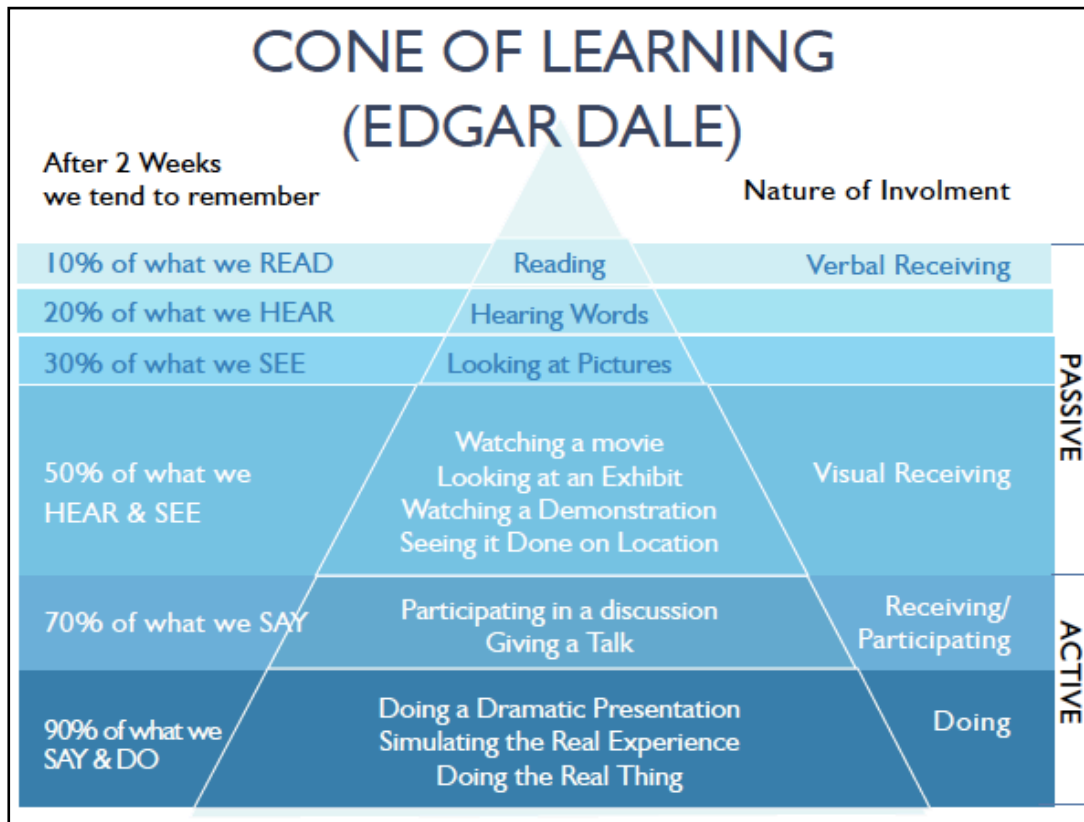 CONE OF LEARNING
(EDGAR DALE)
After 2 Weeks
we tend to remember
Nature of Involment
10% of what we READ
Reading
Verbal Receiving
20% of what we HEAR
Hearing Words
30% of what we SEE
Looking at Pictures
50% of what we
HEAR & SEE
Watching a movie
Looking at an Exhibit
Watching a Demonstration
Seeing it Done on Location
Visual Receiving
PASSIVE
70% of what we SAY
Participating in a discussion
Giving a Talk
Receiving/
Participating
90% of what we
SAY & DO
Doing a Dramatic Presentation
Simulating the Real Experience
Doing the Real Thing
Doing
ACTIVE